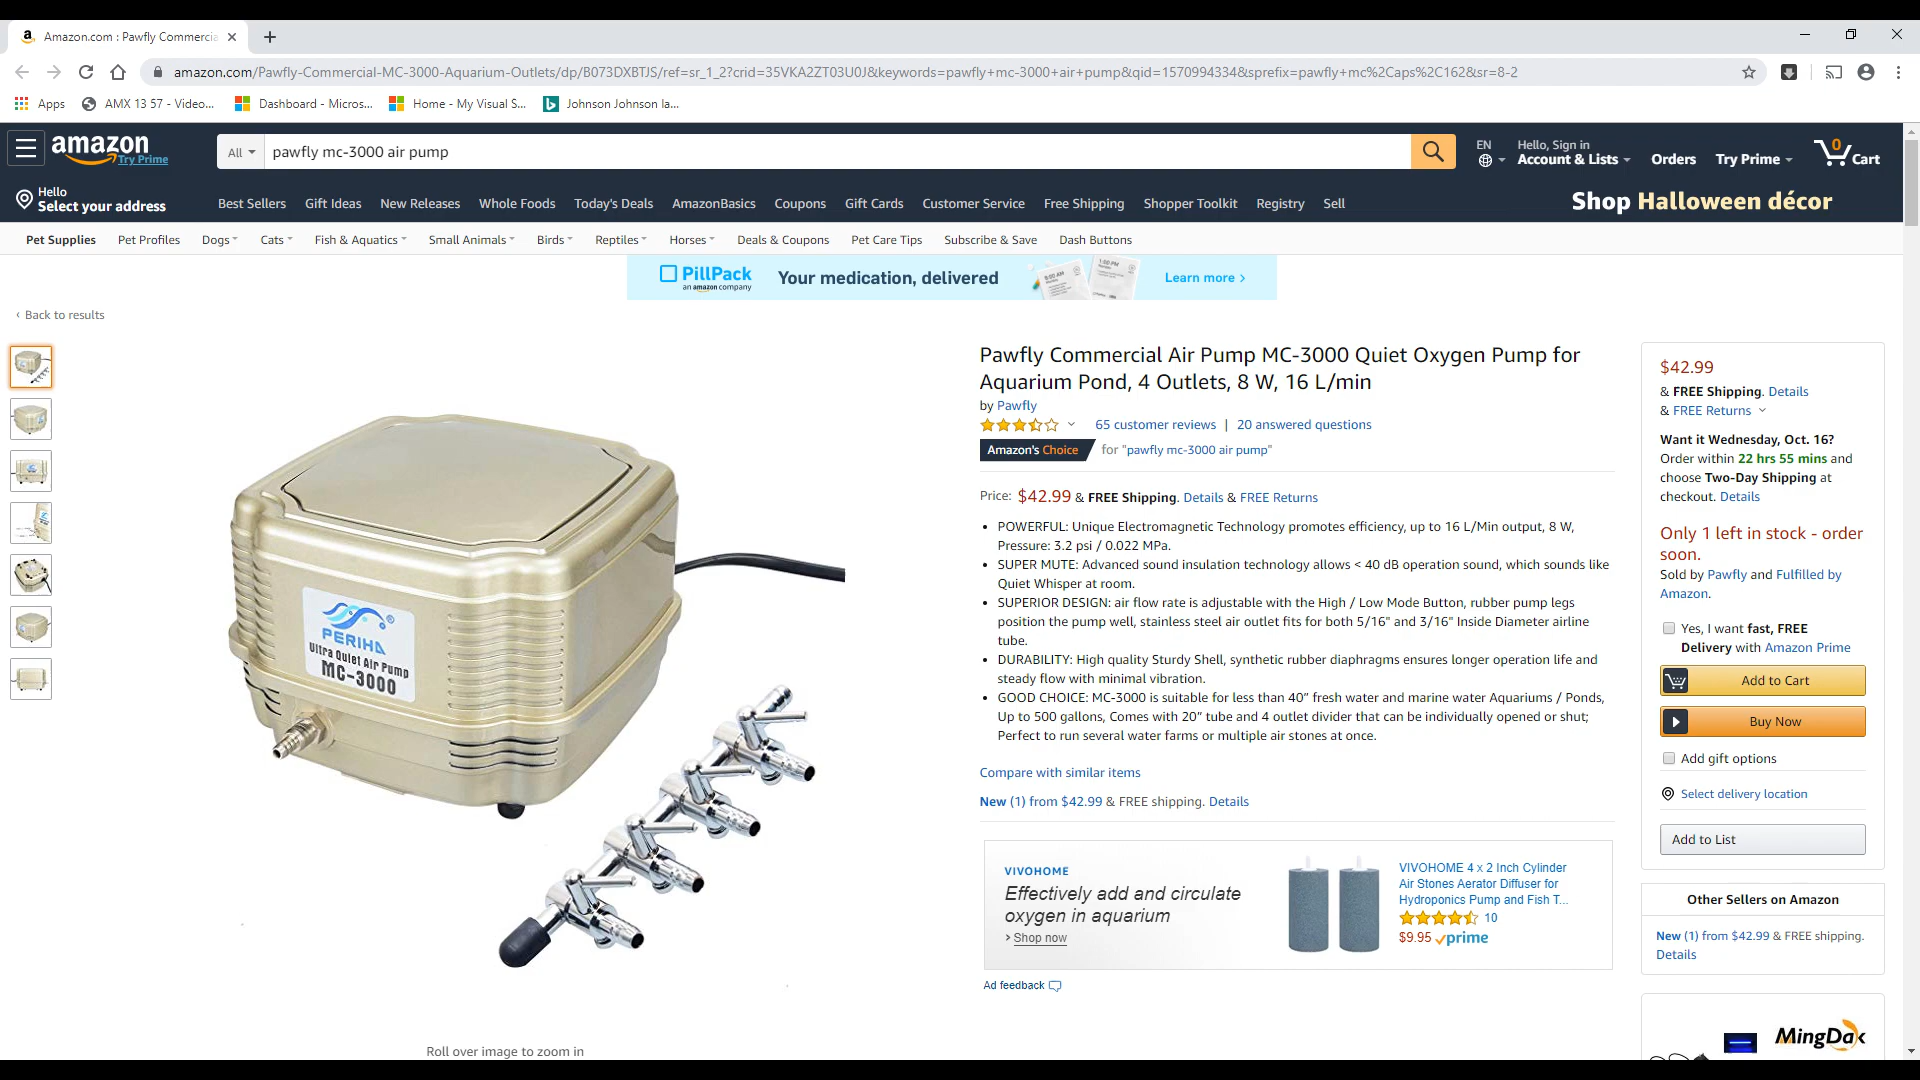 Amazon.com : Pawfly Commercia
amazon.com/Pawfly-Commercial-MC-3000-Aquarium-Outlets/dp/B073DXBTJS/ref=sr_1_2?crid=35VKA2ZT03U0J&keywords=pawfly+mc-3000+air+pump&qid=1570994334&sprefix=pawfly+mc%2Caps%2C162&sr=8-2
Apps AMX 13 57 - Video... Dashboard - Micros... Home - My Visual S... Johnson Johnson la...
amazon Try Prime
All pawfly mc-3000 air pump
EN Hello, Sign in
Account & Lists Orders Try Prime 0 Cart
Hello
Select your address
Best Sellers Gift Ideas New Releases Whole Foods Today's Deals AmazonBasics Coupons Gift Cards Customer Service Free Shipping Shopper Toolkit Registry Sell
Shop Halloween décor
Pet Supplies Pet Profiles Dogs Cats Fish & Aquatics Small Animals Birds Reptiles Horses Deals & Coupons Pet Care Tips Subscribe & Save Dash Buttons
PillPack
an amazon company
Your medication, delivered
Learn more ›
‹ Back to results
PERIHA
Ultra Quiet Air Pump
MC-3000
Roll over image to zoom in
Pawfly Commercial Air Pump MC-3000 Quiet Oxygen Pump for
Aquarium Pond, 4 Outlets, 8 W, 16 L/min
by Pawfly
65 customer reviews | 20 answered questions
Amazon's Choice for "pawfly mc-3000 air pump"
Price: $42.99 & FREE Shipping. Details & FREE Returns
• POWERFUL: Unique Electromagnetic Technology promotes efficiency, up to 16 L/Min output, 8 W,
Pressure: 3.2 psi / 0.022 MPa.
• SUPER MUTE: Advanced sound insulation technology allows < 40 dB operation sound, which sounds like
Quiet Whisper at room.
• SUPERIOR DESIGN: air flow rate is adjustable with the High / Low Mode Button, rubber pump legs
position the pump well, stainless steel air outlet fits for both 5/16" and 3/16" Inside Diameter airline
tube.
• DURABILITY: High quality Sturdy Shell, synthetic rubber diaphragms ensures longer operation life and
steady flow with minimal vibration.
• GOOD CHOICE: MC-3000 is suitable for less than 40” fresh water and marine water Aquariums / Ponds,
Up to 500 gallons, Comes with 20” tube and 4 outlet divider that can be individually opened or shut;
Perfect to run several water farms or multiple air stones at once.
Compare with similar items
New (1) from $42.99 & FREE shipping. Details
VIVOHOME
Effectively add and circulate
oxygen in aquarium
› Shop now
VIVOHOME 4 x 2 Inch Cylinder
Air Stones Aerator Diffuser for
Hydroponics Pump and Fish T...
10
$9.95 prime
Ad feedback
$42.99
& FREE Shipping. Details
& FREE Returns
Want it Wednesday, Oct. 16?
Order within 22 hrs 55 mins and
choose Two-Day Shipping at
checkout. Details
Only 1 left in stock - order
soon.
Sold by Pawfly and Fulfilled by
Amazon.
Yes, I want fast, FREE
Delivery with Amazon Prime
Add to Cart
Buy Now
Add gift options
Select delivery location
Add to List
Other Sellers on Amazon
New (1) from $42.99 & FREE shipping.
Details
MingDak